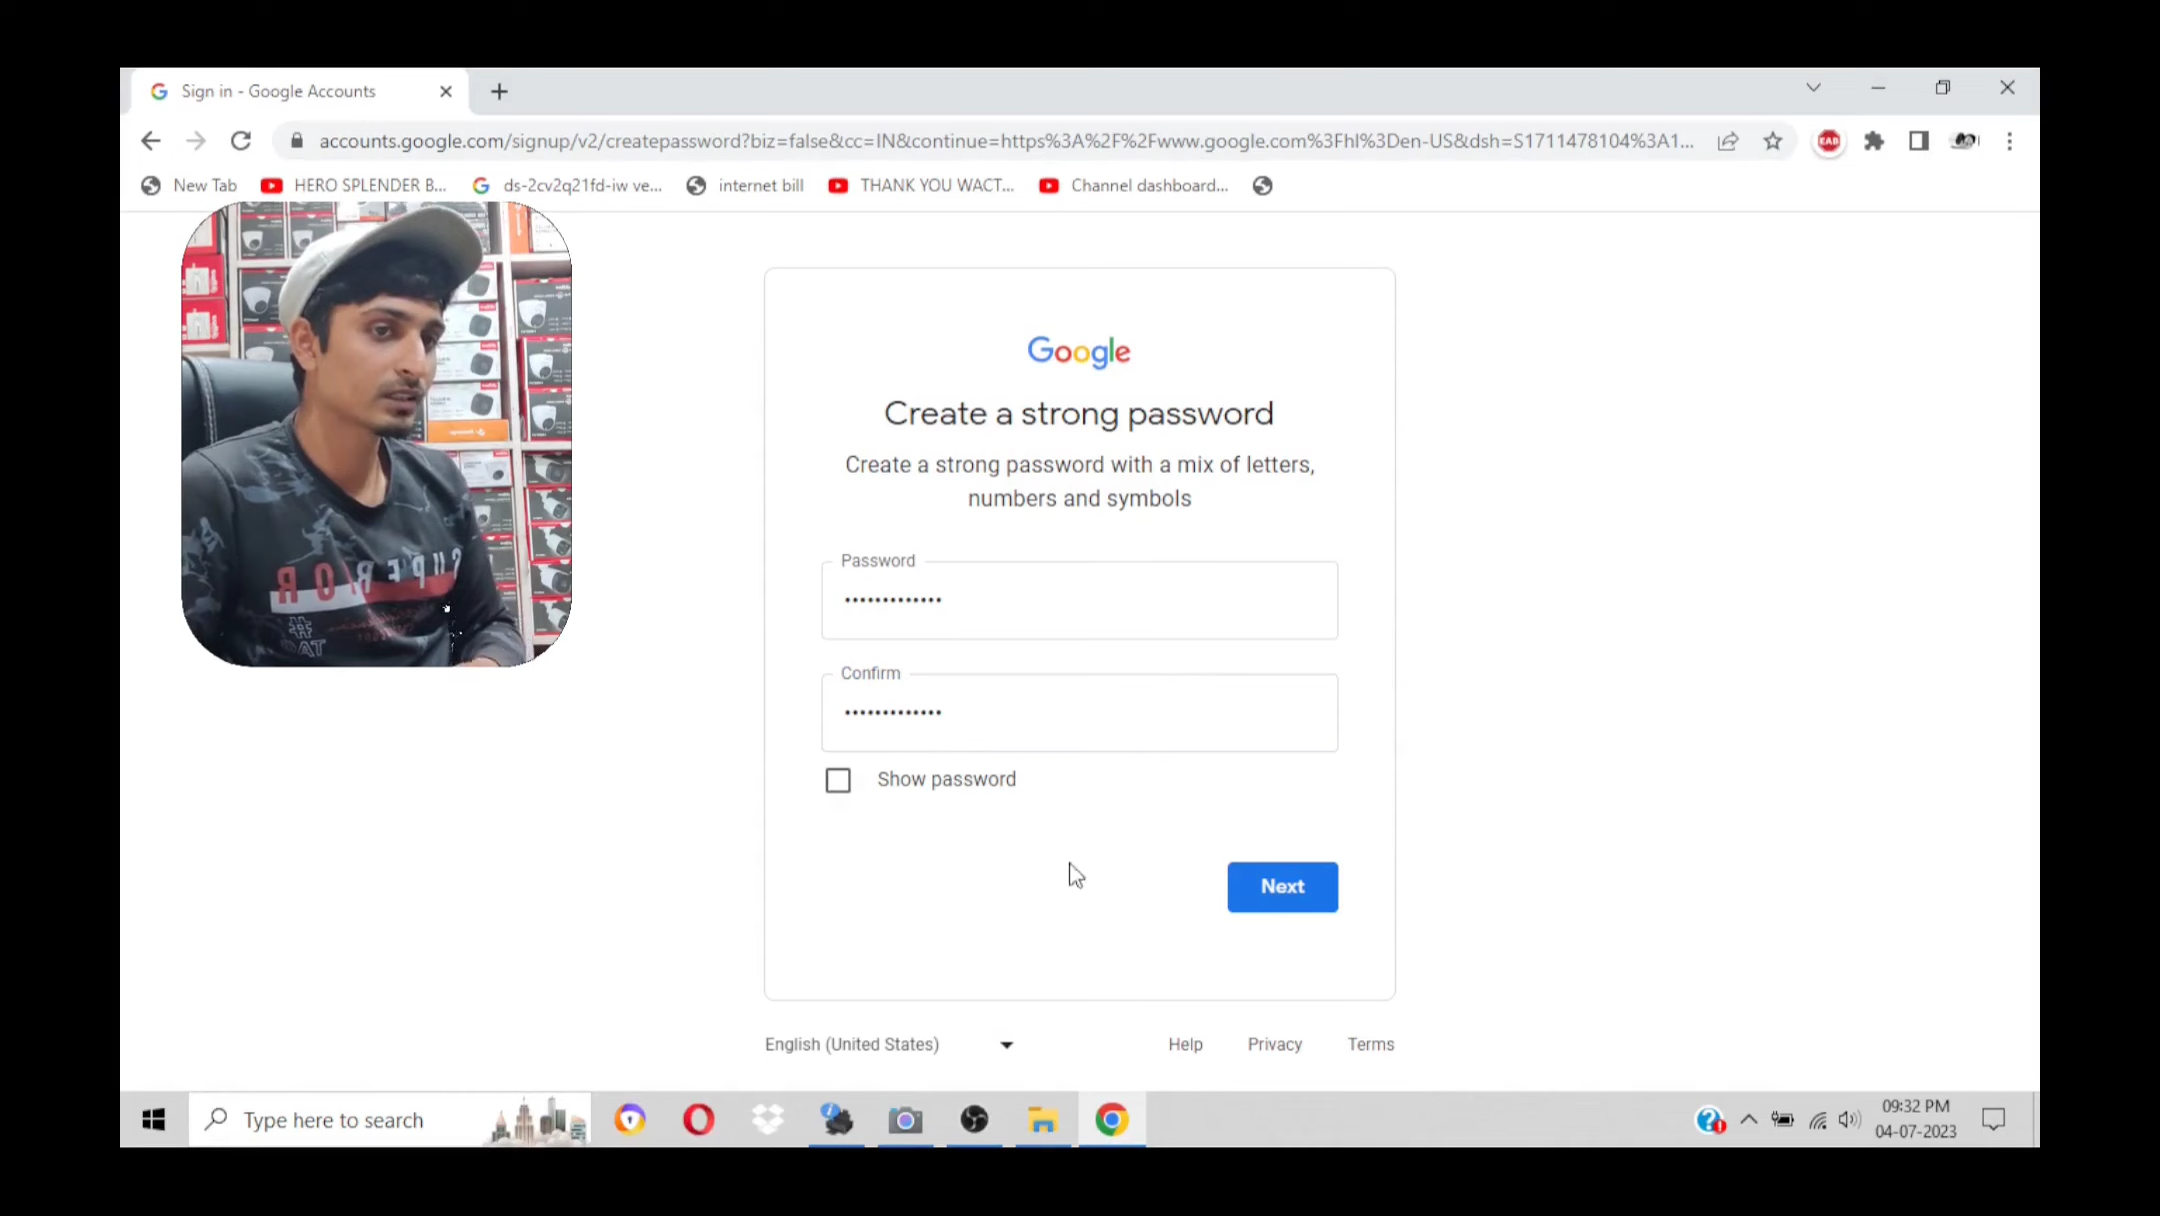 Sign in - Google Accounts
accounts.google.com/signup/v2/createpassword?biz=false&cc=IN&continue=https%3A%2F%2Fwww.google.com%3Fhl%3Den-US&dsh=S1711478104%3A1...
EAB
New Tab
HERO SPLENDER B...
ds-2cv2q21fd-iw ve...
internet bill
THANK YOU WACT...
Channel dashboard...
Google
Create a strong password
Create a strong password with a mix of letters,
numbers and symbols
Password
•••••••••••••
Confirm
•••••••••••••
Show password
Next
English (United States)
Help
Privacy
Terms
Type here to search
09:32 PM
04-07-2023